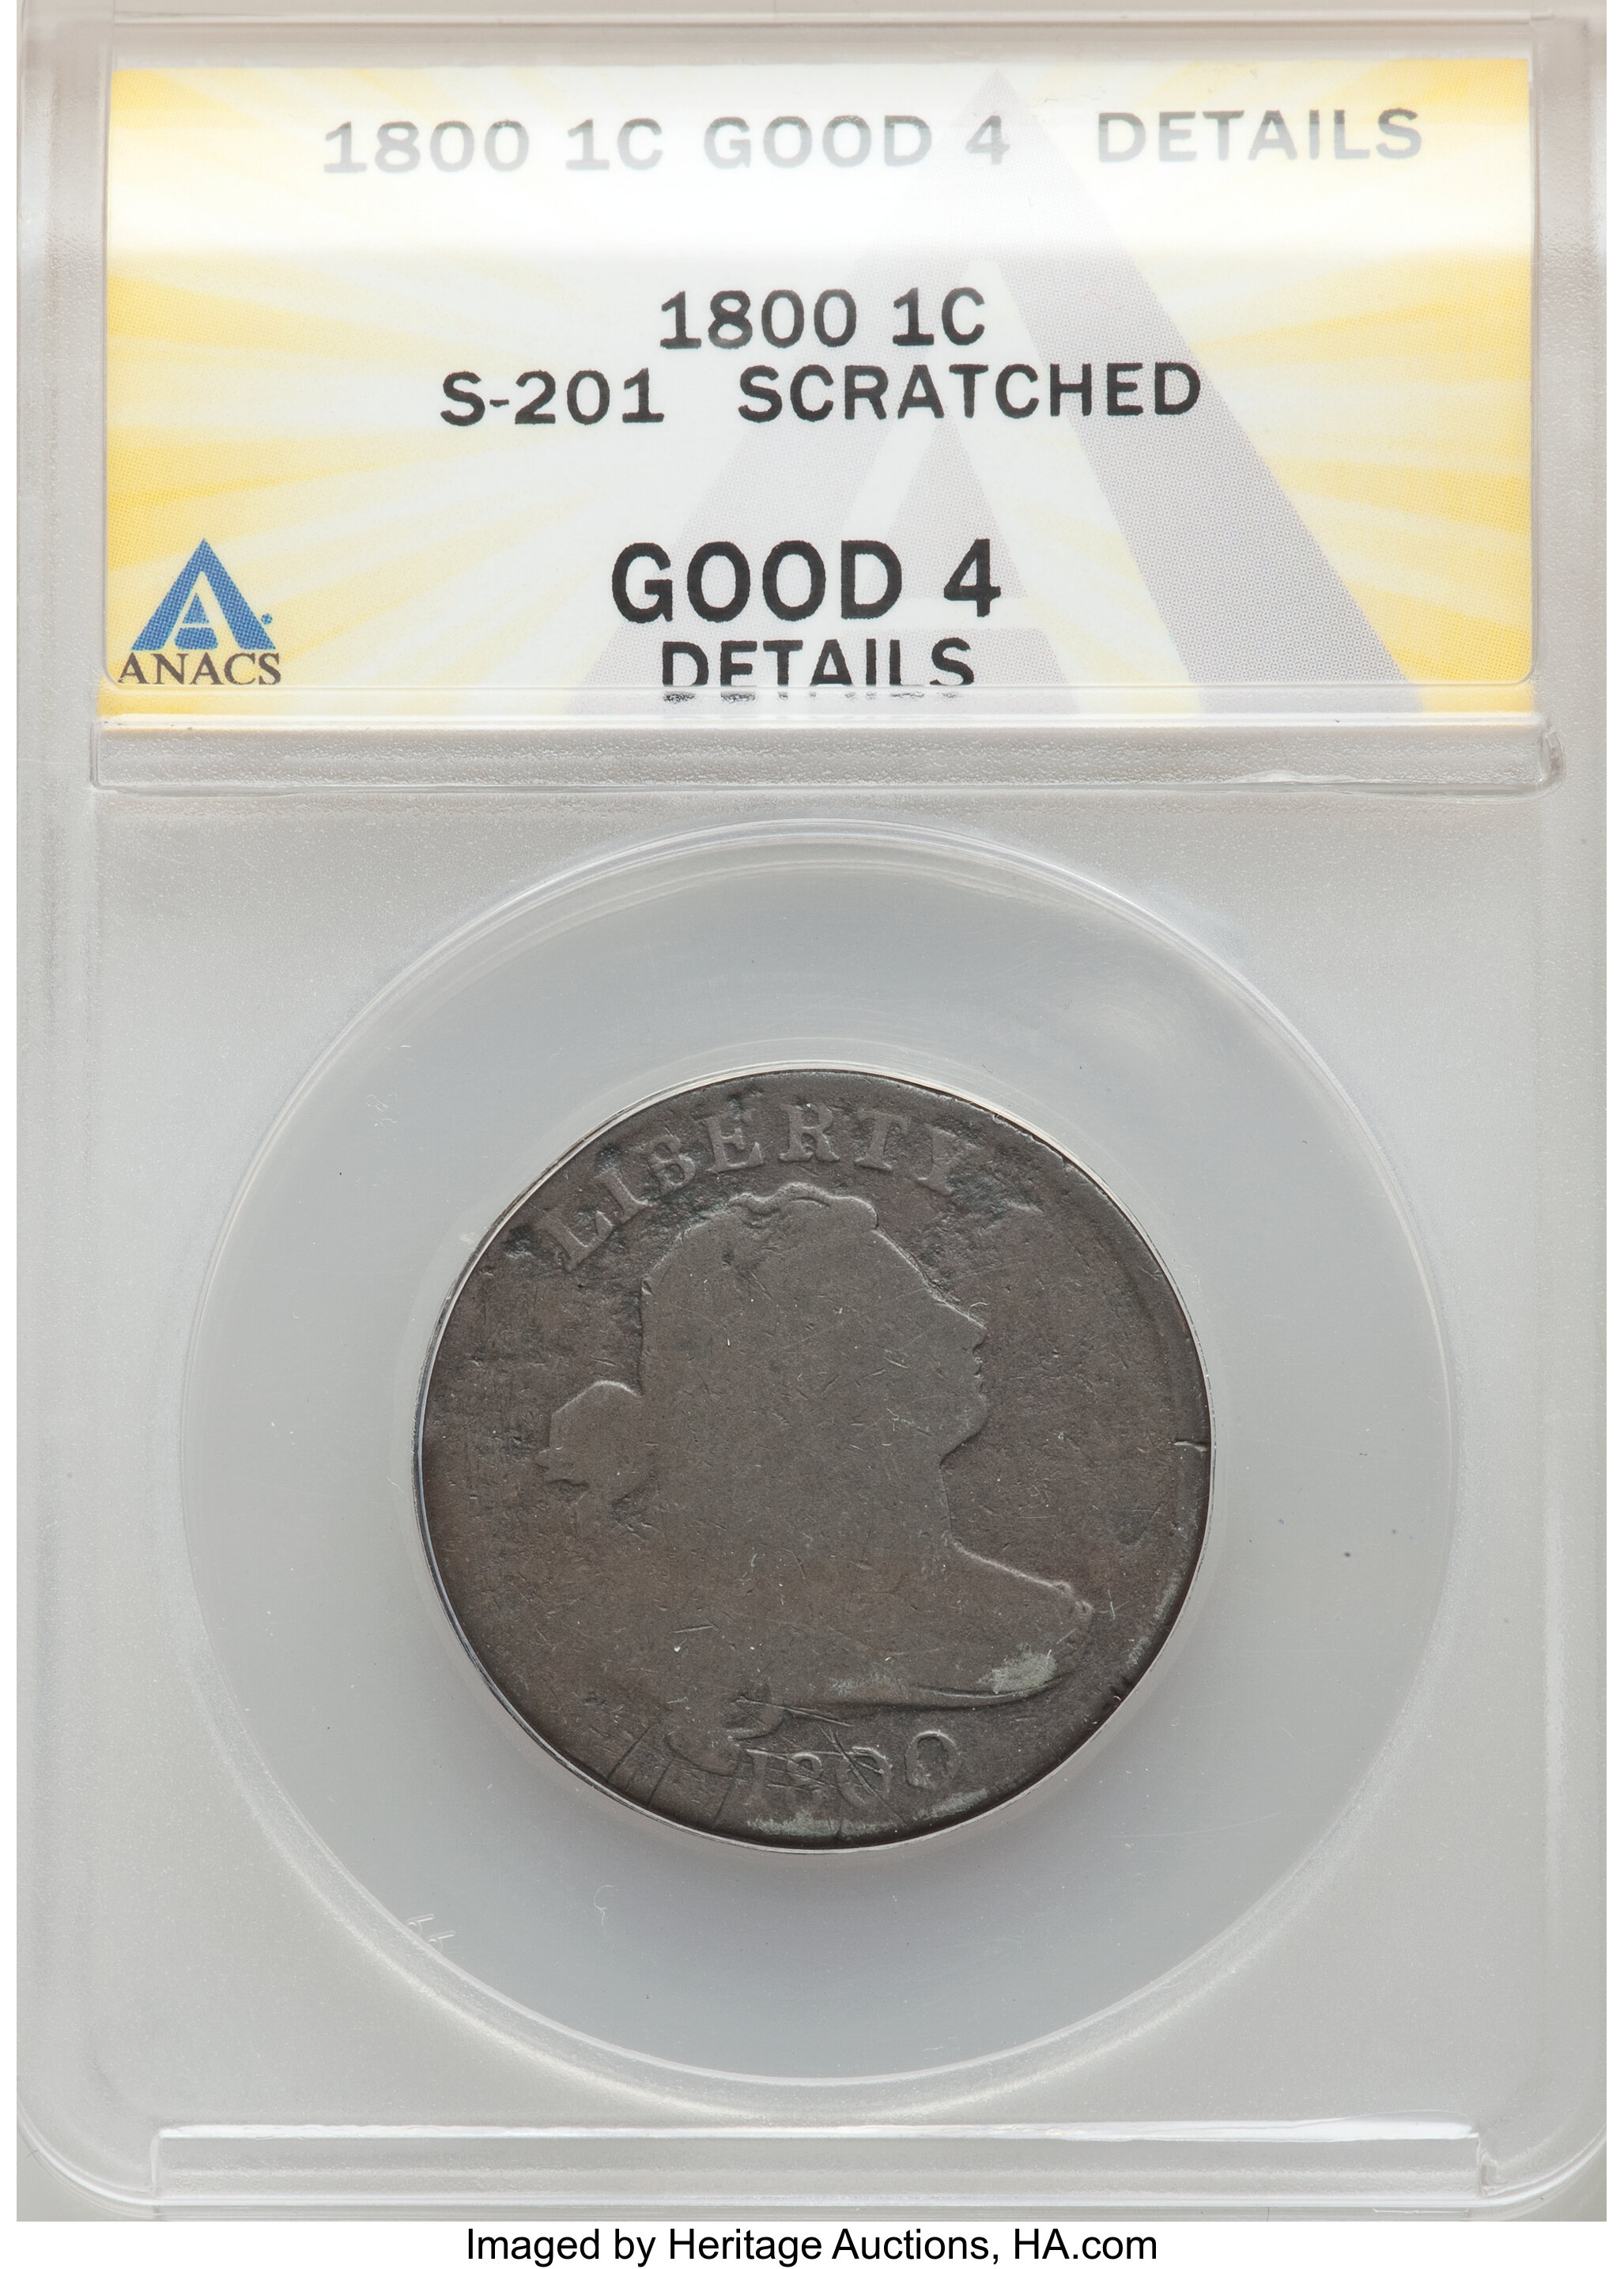 1800 1C GOOD 4 DETAILS
1800 1C
S-201 SCRATCHED
GOOD 4
DETAILS
ANACS
LIBERTY
1800
Imaged by Heritage Auctions, HA.com